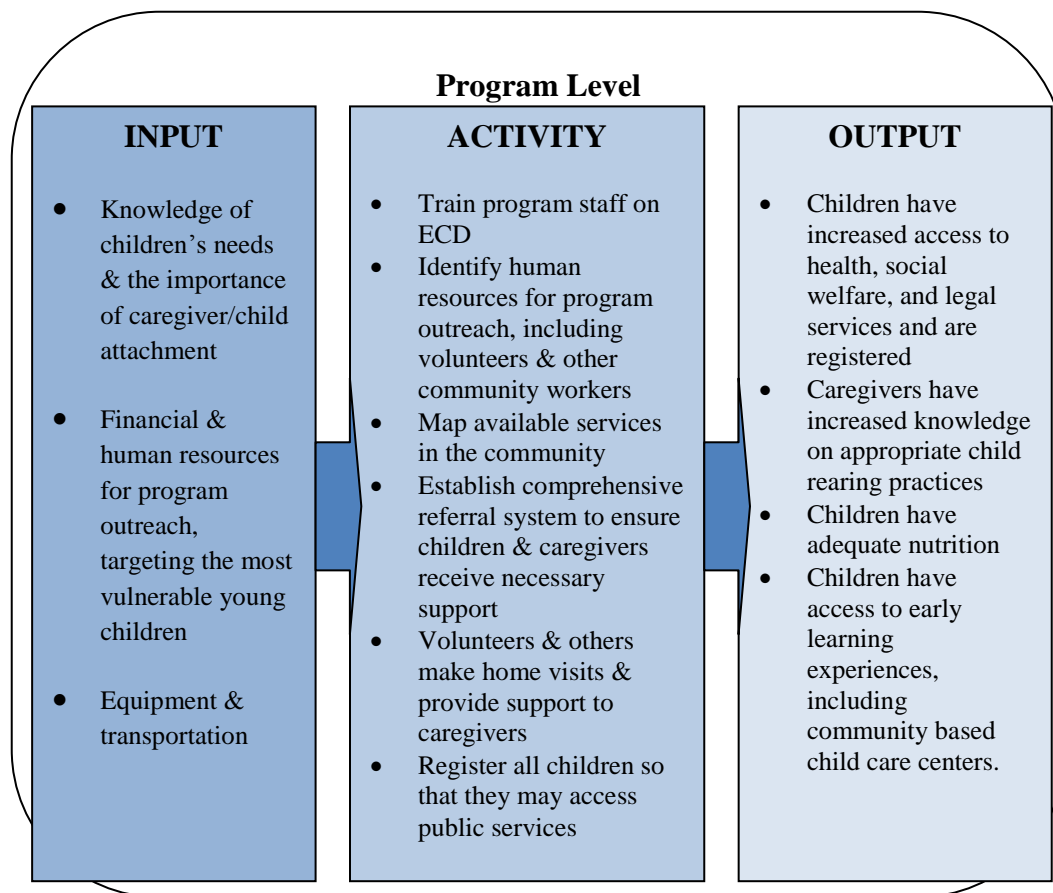 Program Level
INPUT
• Knowledge of
children’s needs
& the importance
of caregiver/child
attachment
• Financial &
human resources
for program
outreach,
targeting the most
vulnerable young
children
• Equipment &
transportation
ACTIVITY
• Train program staff on
ECD
• Identify human
resources for program
outreach, including
volunteers & other
community workers
• Map available services
in the community
• Establish comprehensive
referral system to ensure
children & caregivers
receive necessary
support
• Volunteers & others
make home visits &
provide support to
caregivers
• Register all children so
that they may access
public services
OUTPUT
• Children have
increased access to
health, social
welfare, and legal
services and are
registered
• Caregivers have
increased knowledge
on appropriate child
rearing practices
• Children have
adequate nutrition
• Children have
access to early
learning
experiences,
including
community based
child care centers.